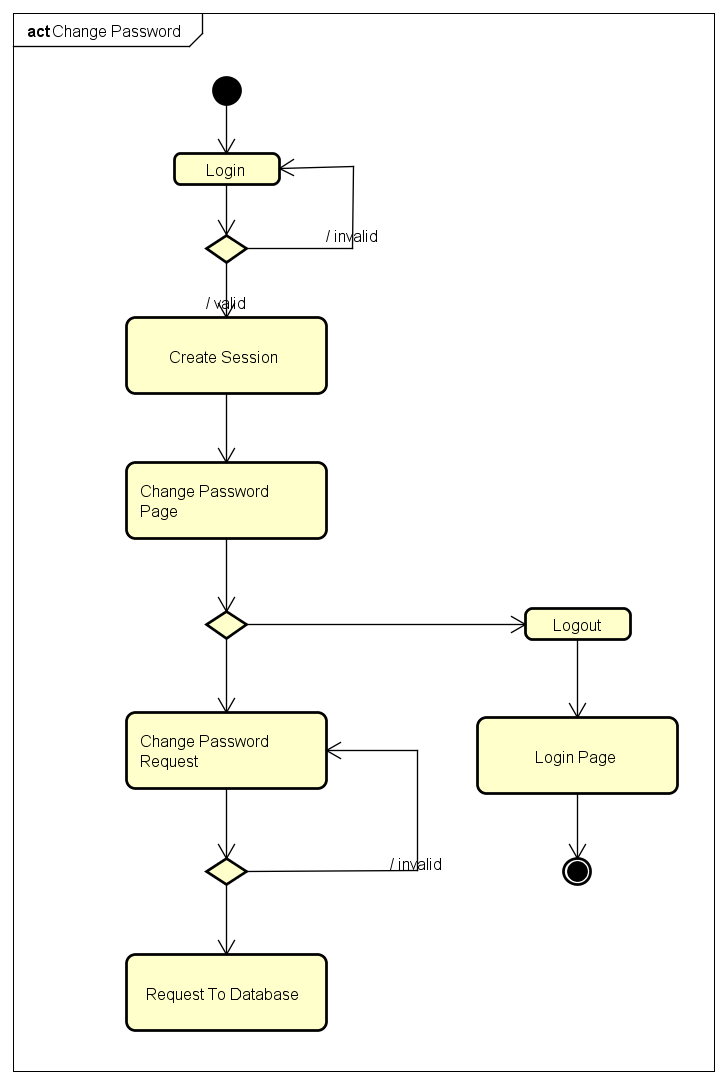 act Change Password
Login
/ invalid
/ valid
Create Session
Change Password
Page
Logout
Change Password
Request
Login Page
/ invalid
Request To Database